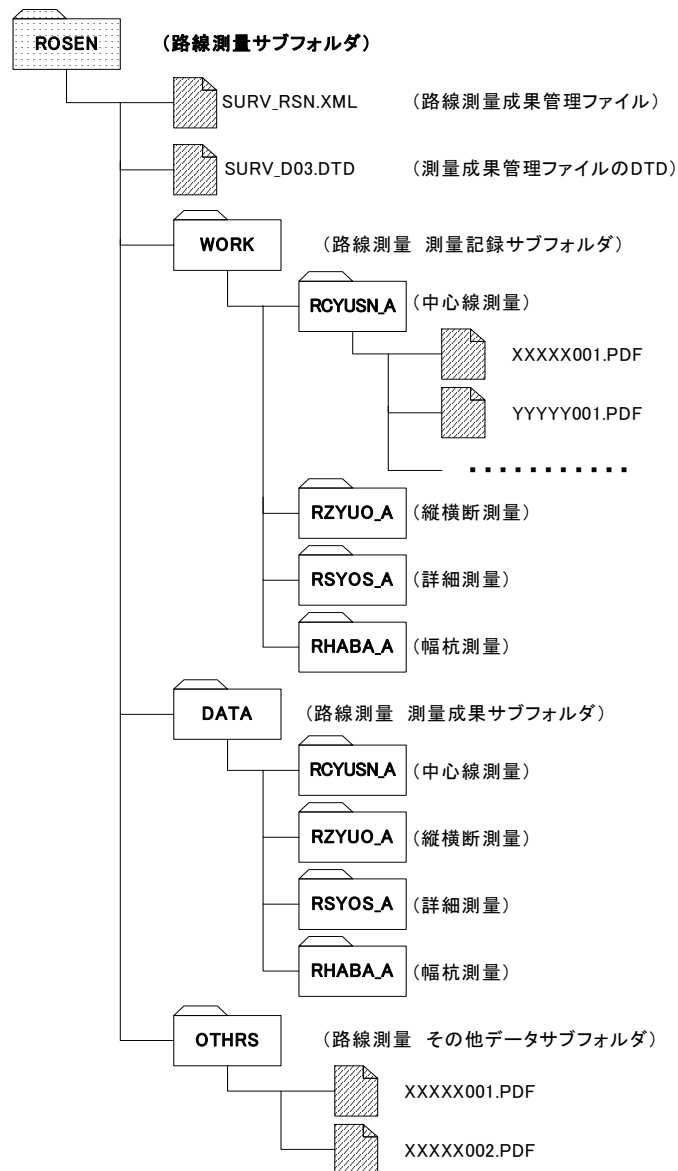 ROSEN （路線測量サブフォルダ）
SURV_RSN.XML （路線測量成果管理ファイル）
SURV_D03.DTD （測量成果管理ファイルのDTD）
WORK （路線測量 測量記録サブフォルダ）
RCYUSN_A （中心線測量）
XXXXX001.PDF
YYYYY001.PDF
・・・・・・・・・・・
RZYUO_A （縦横断測量）
RSYOS_A （詳細測量）
RHABA_A （幅杭測量）
DATA （路線測量 測量成果サブフォルダ）
RCYUSN_A （中心線測量）
RZYUO_A （縦横断測量）
RSYOS_A （詳細測量）
RHABA_A （幅杭測量）
OTHRS （路線測量 その他データサブフォルダ）
XXXXX001.PDF
XXXXX002.PDF